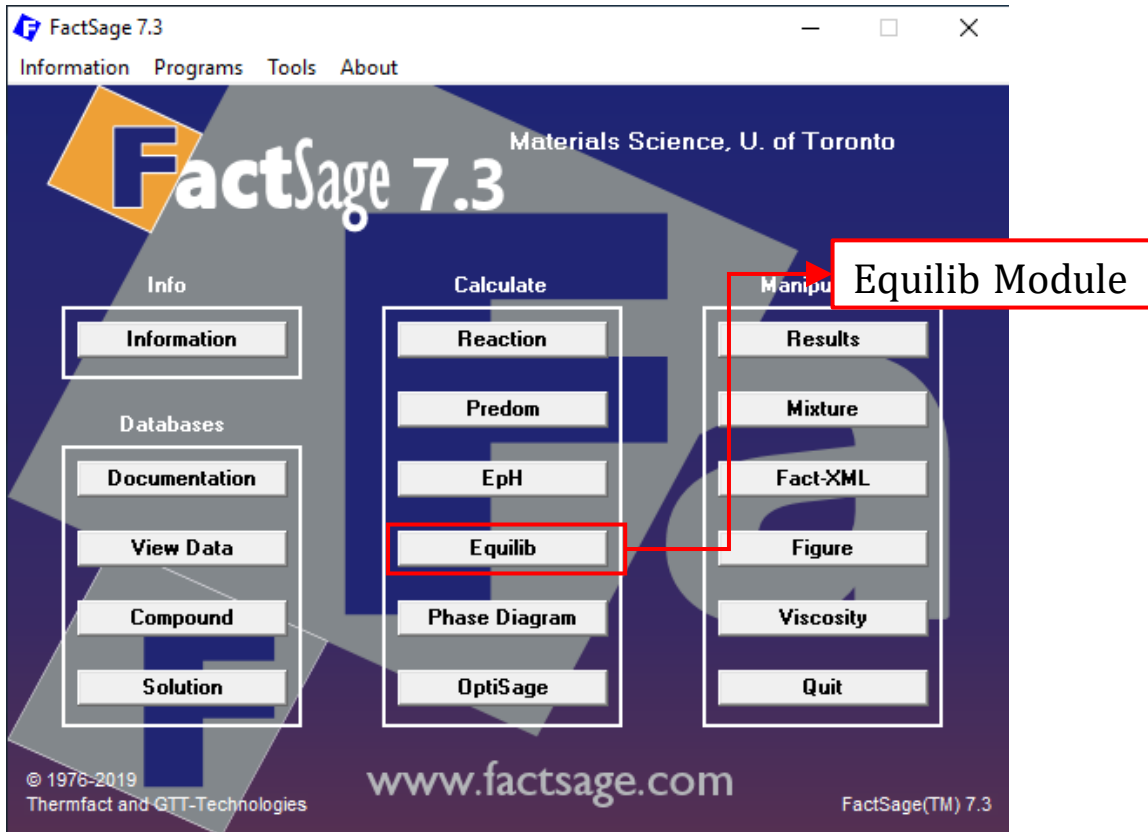 FactSage 7.3
Information Programs Tools About
Materials Science, U. of Toronto
FactSage 7.3
Equilib Module
Info
Information
Databases
Documentation
View Data
Compound
Solution
Calculate
Reaction
Predom
EpH
Equilib
Phase Diagram
OptiSage
Manipu
Results
Mixture
Fact-XML
Figure
Viscosity
Quit
© 1976-2019
Thermfact and GTT-Technologies
www.factsage.com
FactSage(TM) 7.3